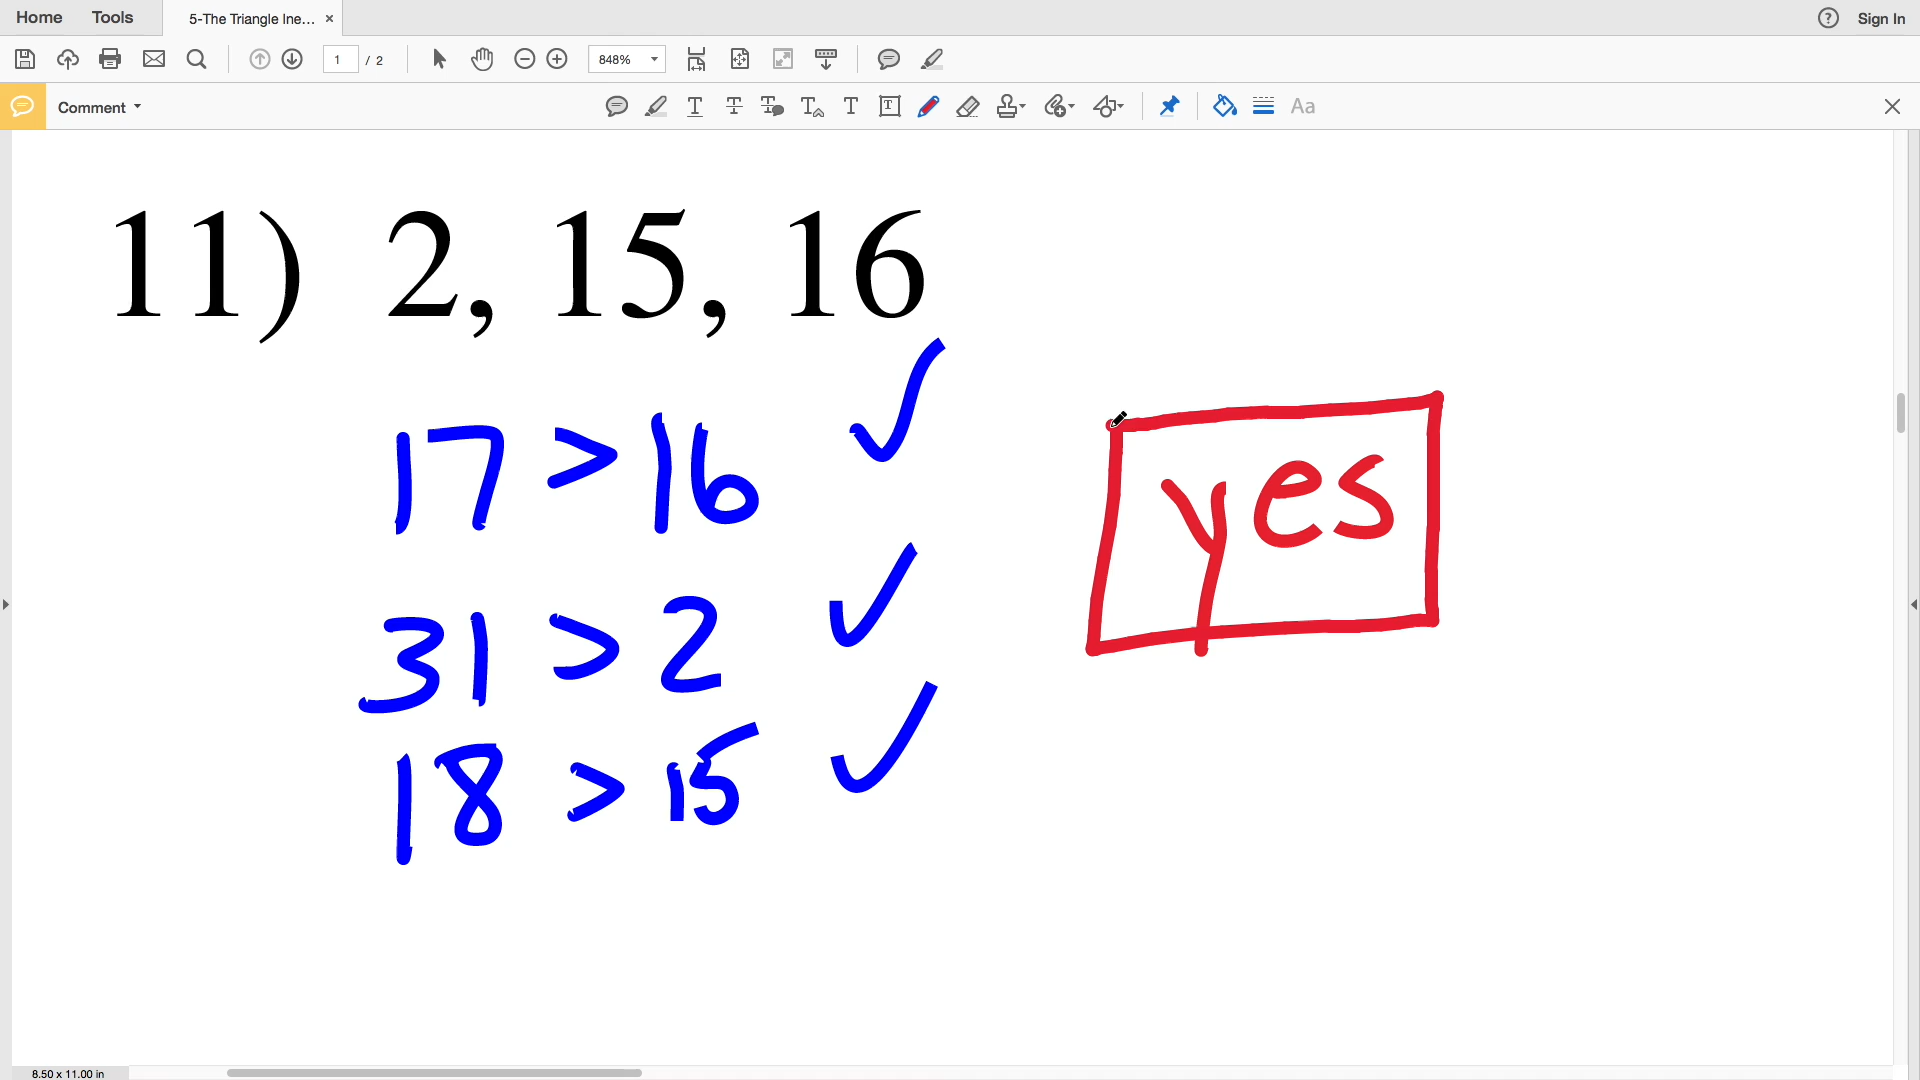 Home Tools 5-The Triangle Ine... × ? Sign In
1 / 2 848%
Comment T T T T T T Aa
11) 2, 15, 16
17 > 16 ✓
yes
31 > 2 ✓
18 > 15 ✓
8.50 x 11.00 in